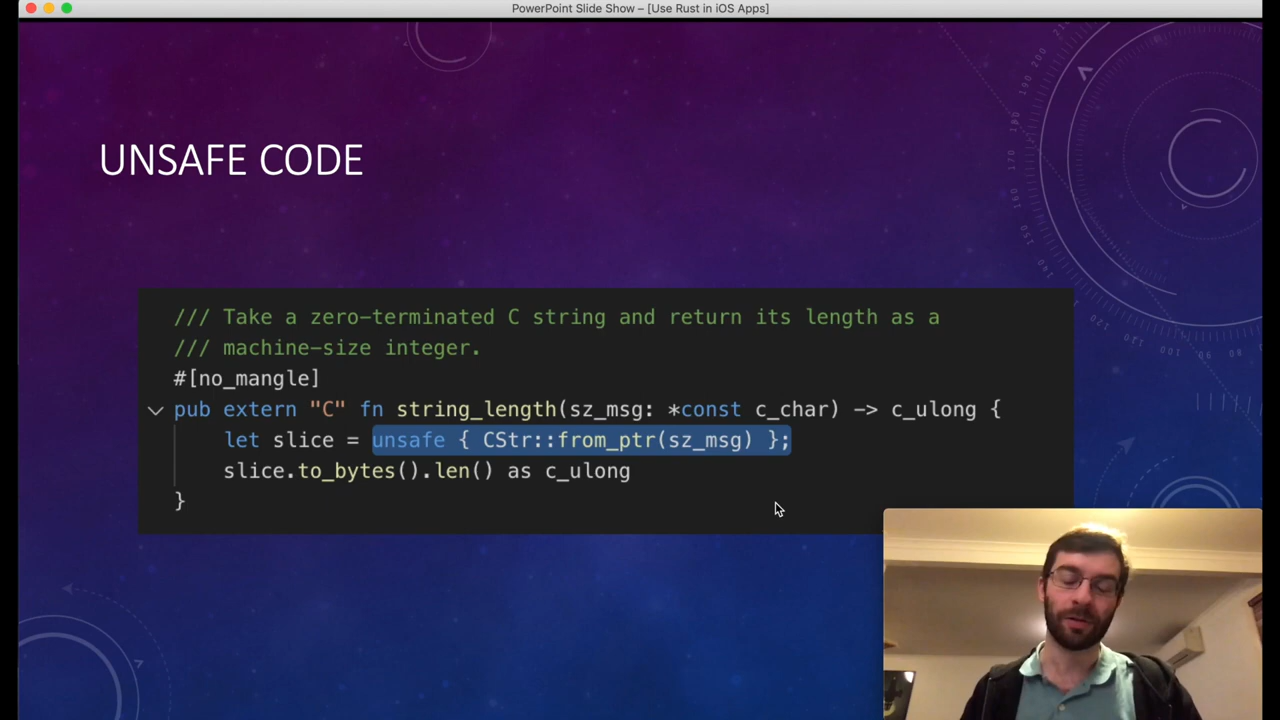 PowerPoint Slide Show – [Use Rust in iOS Apps]
UNSAFE CODE
/// Take a zero-terminated C string and return its length as a
/// machine-size integer.
#[no_mangle]
pub extern "C" fn string_length(sz_msg: *const c_char) -> c_ulong {
let slice = unsafe { CStr::from_ptr(sz_msg) };
slice.to_bytes().len() as c_ulong
}